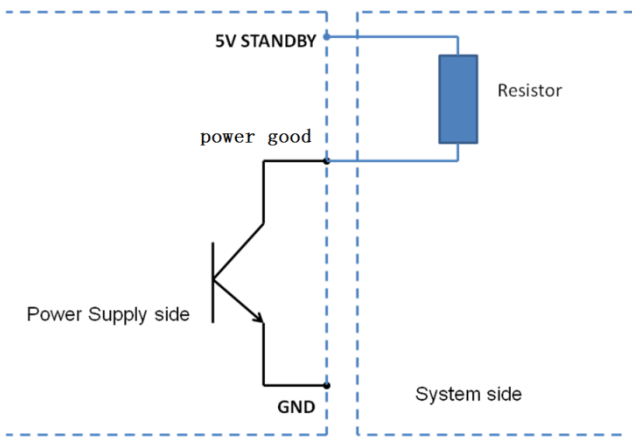 5V STANDBY
Resistor
power good
Power Supply side
System side
GND